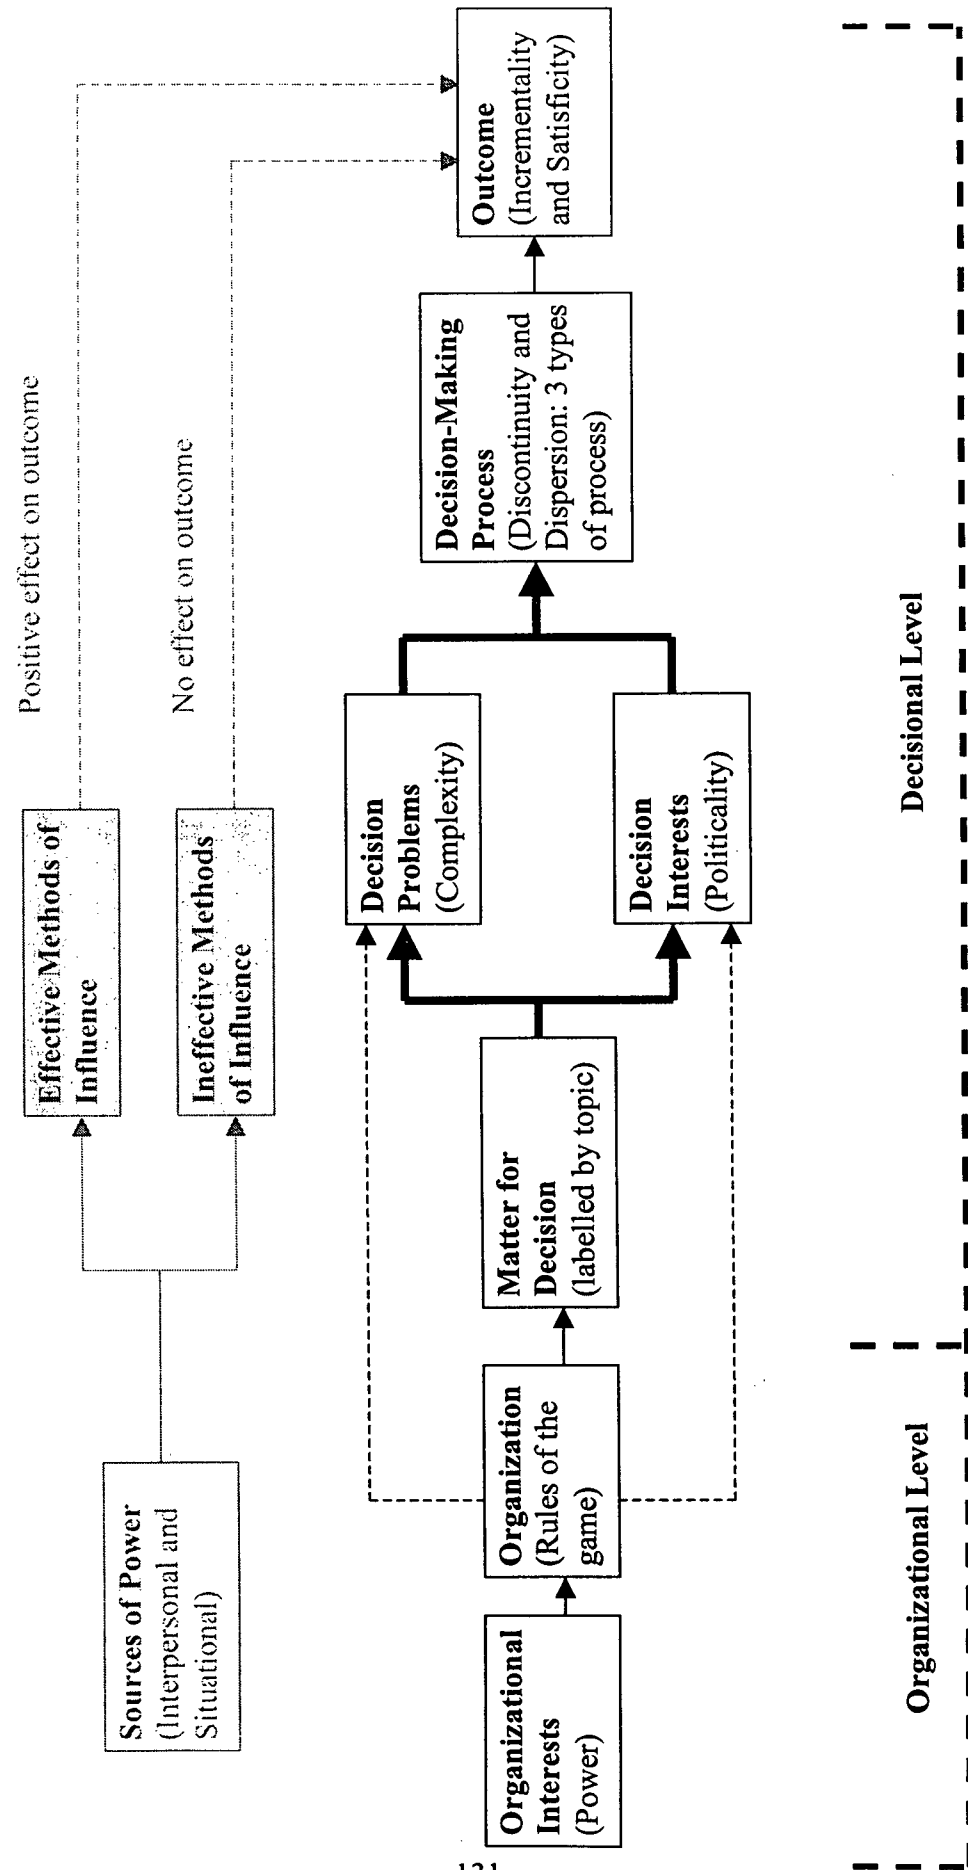 Sources of Power
(Interpersonal and
Situational)
Effective Methods of
Influence
Positive effect on outcome
Ineffective Methods
of Influence
No effect on outcome
Organizational
Interests
(Power)
Organization
(Rules of the
game)
Matter for
Decision
(labelled by topic)
Decision
Problems
(Complexity)
Decision
Interests
(Politicality)
Decision-Making
Process
(Discontinuity and
Dispersion: 3 types
of process)
Outcome
(Incrementality
and Satisficity)
Organizational Level
Decisional Level